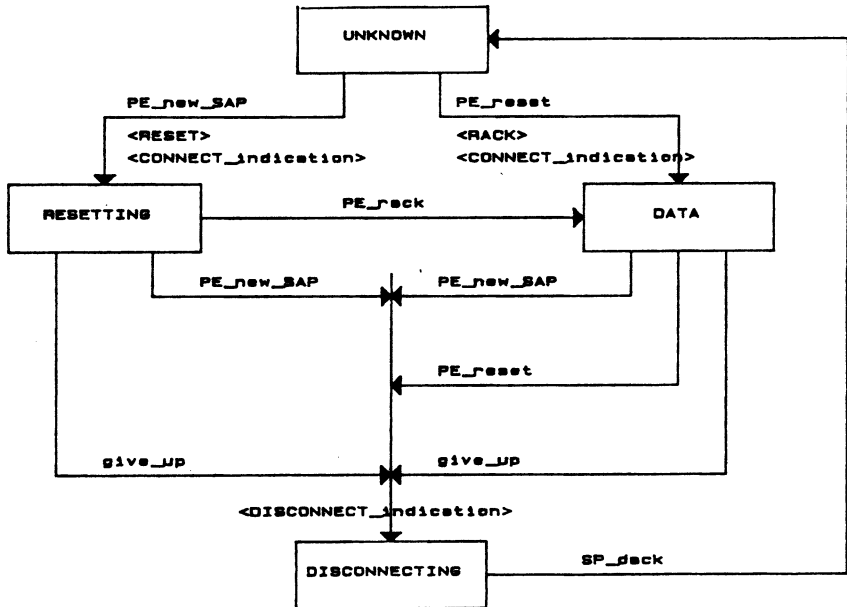 UNKNOWN
PE_new_SAP
PE_reset
<RESET>
<RACK>
<CONNECT_indication>
<CONNECT_indication>
RESETTING
PE_rack
DATA
PE_new_SAP
PE_new_SAP
PE_reset
give_up
give_up
<DISCONNECT_indication>
DISCONNECTING
SP_dack